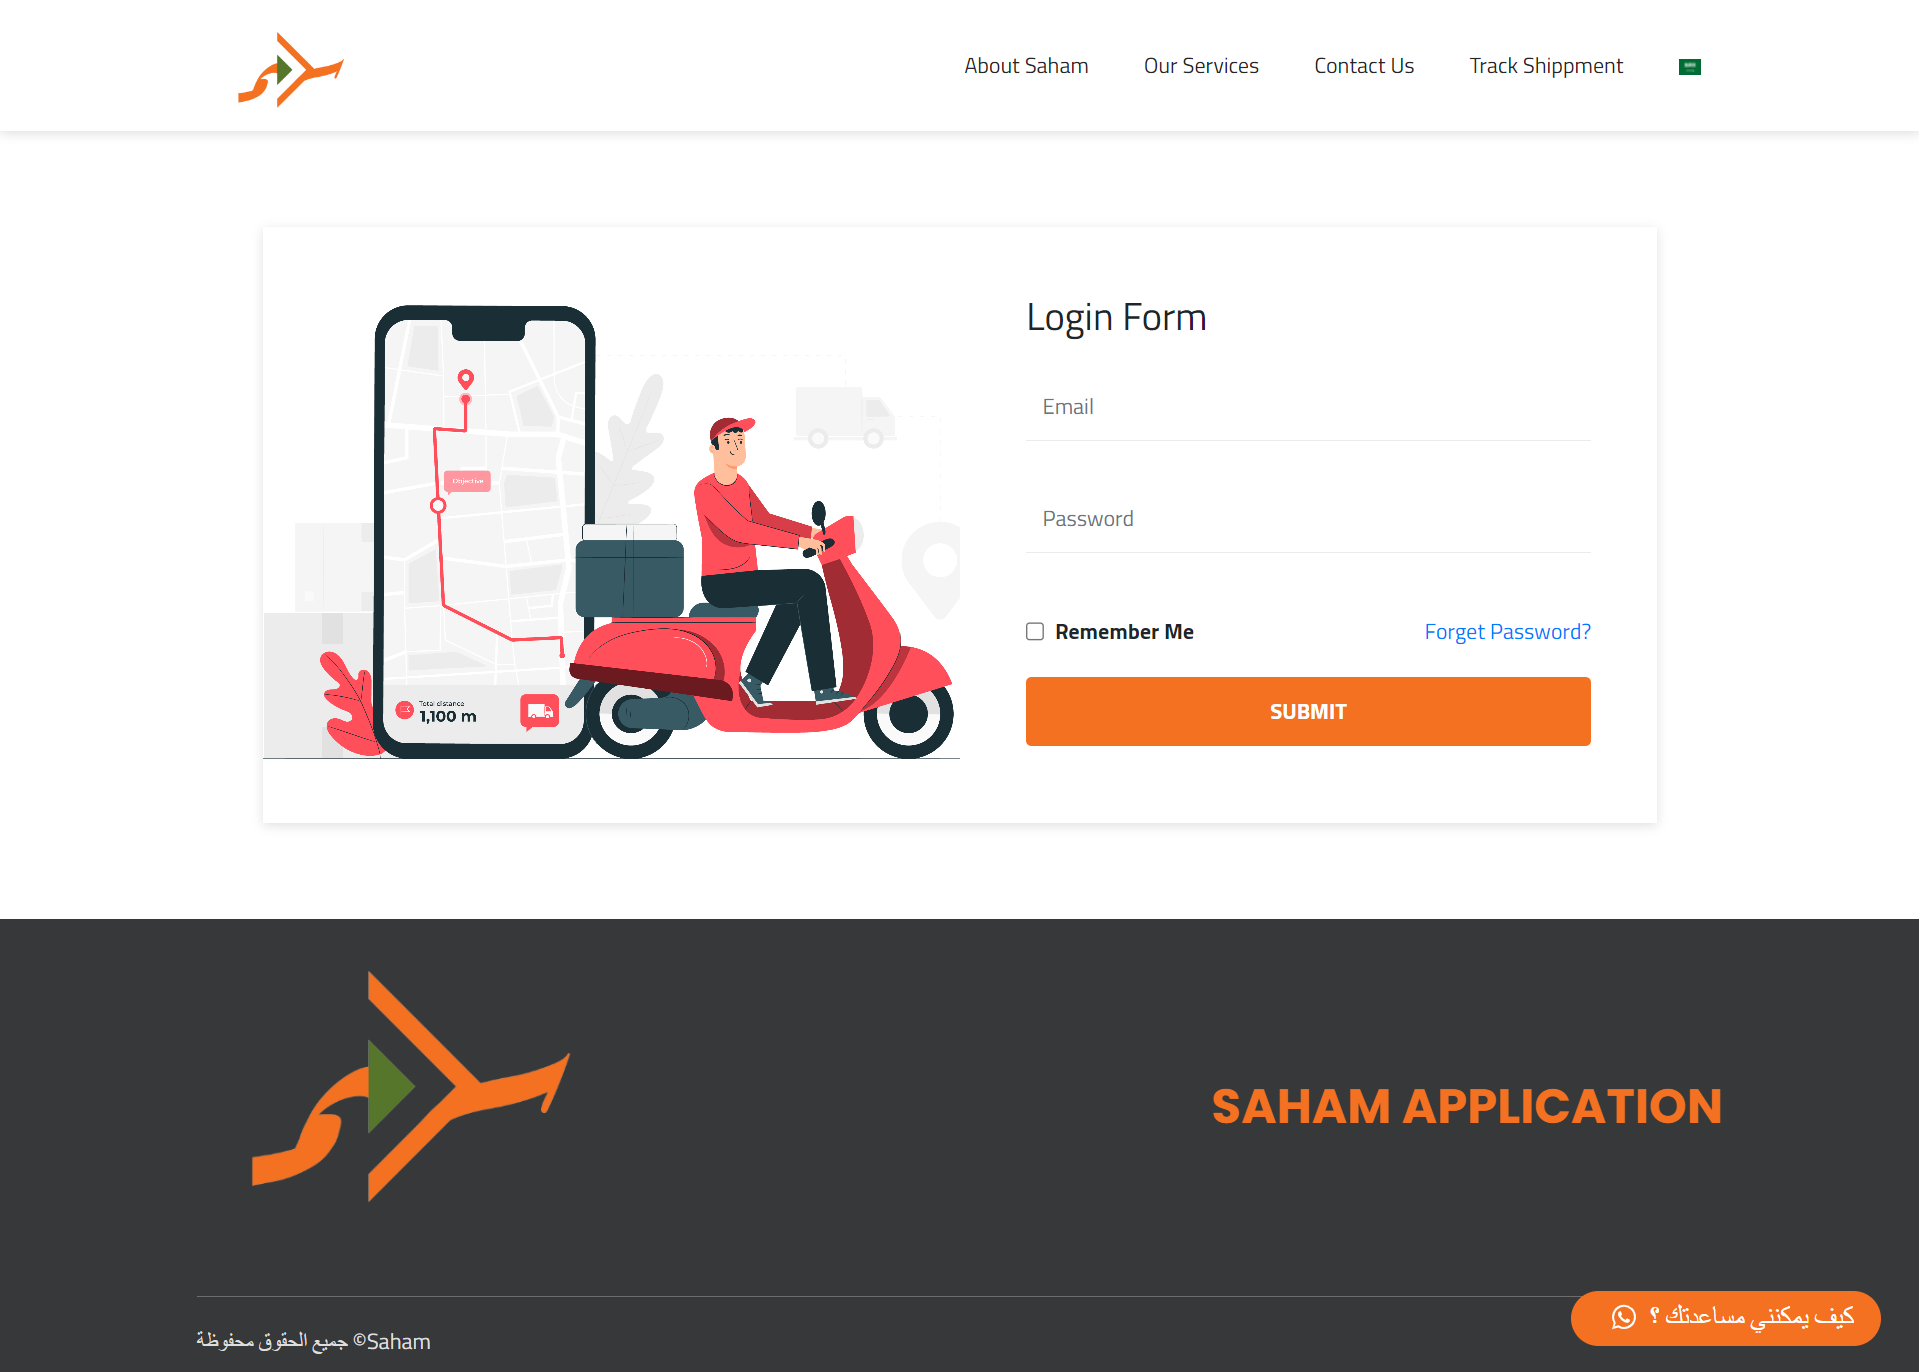 About Saham
Our Services
Contact Us
Track Shippment
Login Form
Email
Password
Remember Me
Forget Password?
SUBMIT
Objective
Total distance
1,100 m
SAHAM APPLICATION
كيف يمكنني مساعدتك ؟
جميع الحقوق محفوظة ©Saham